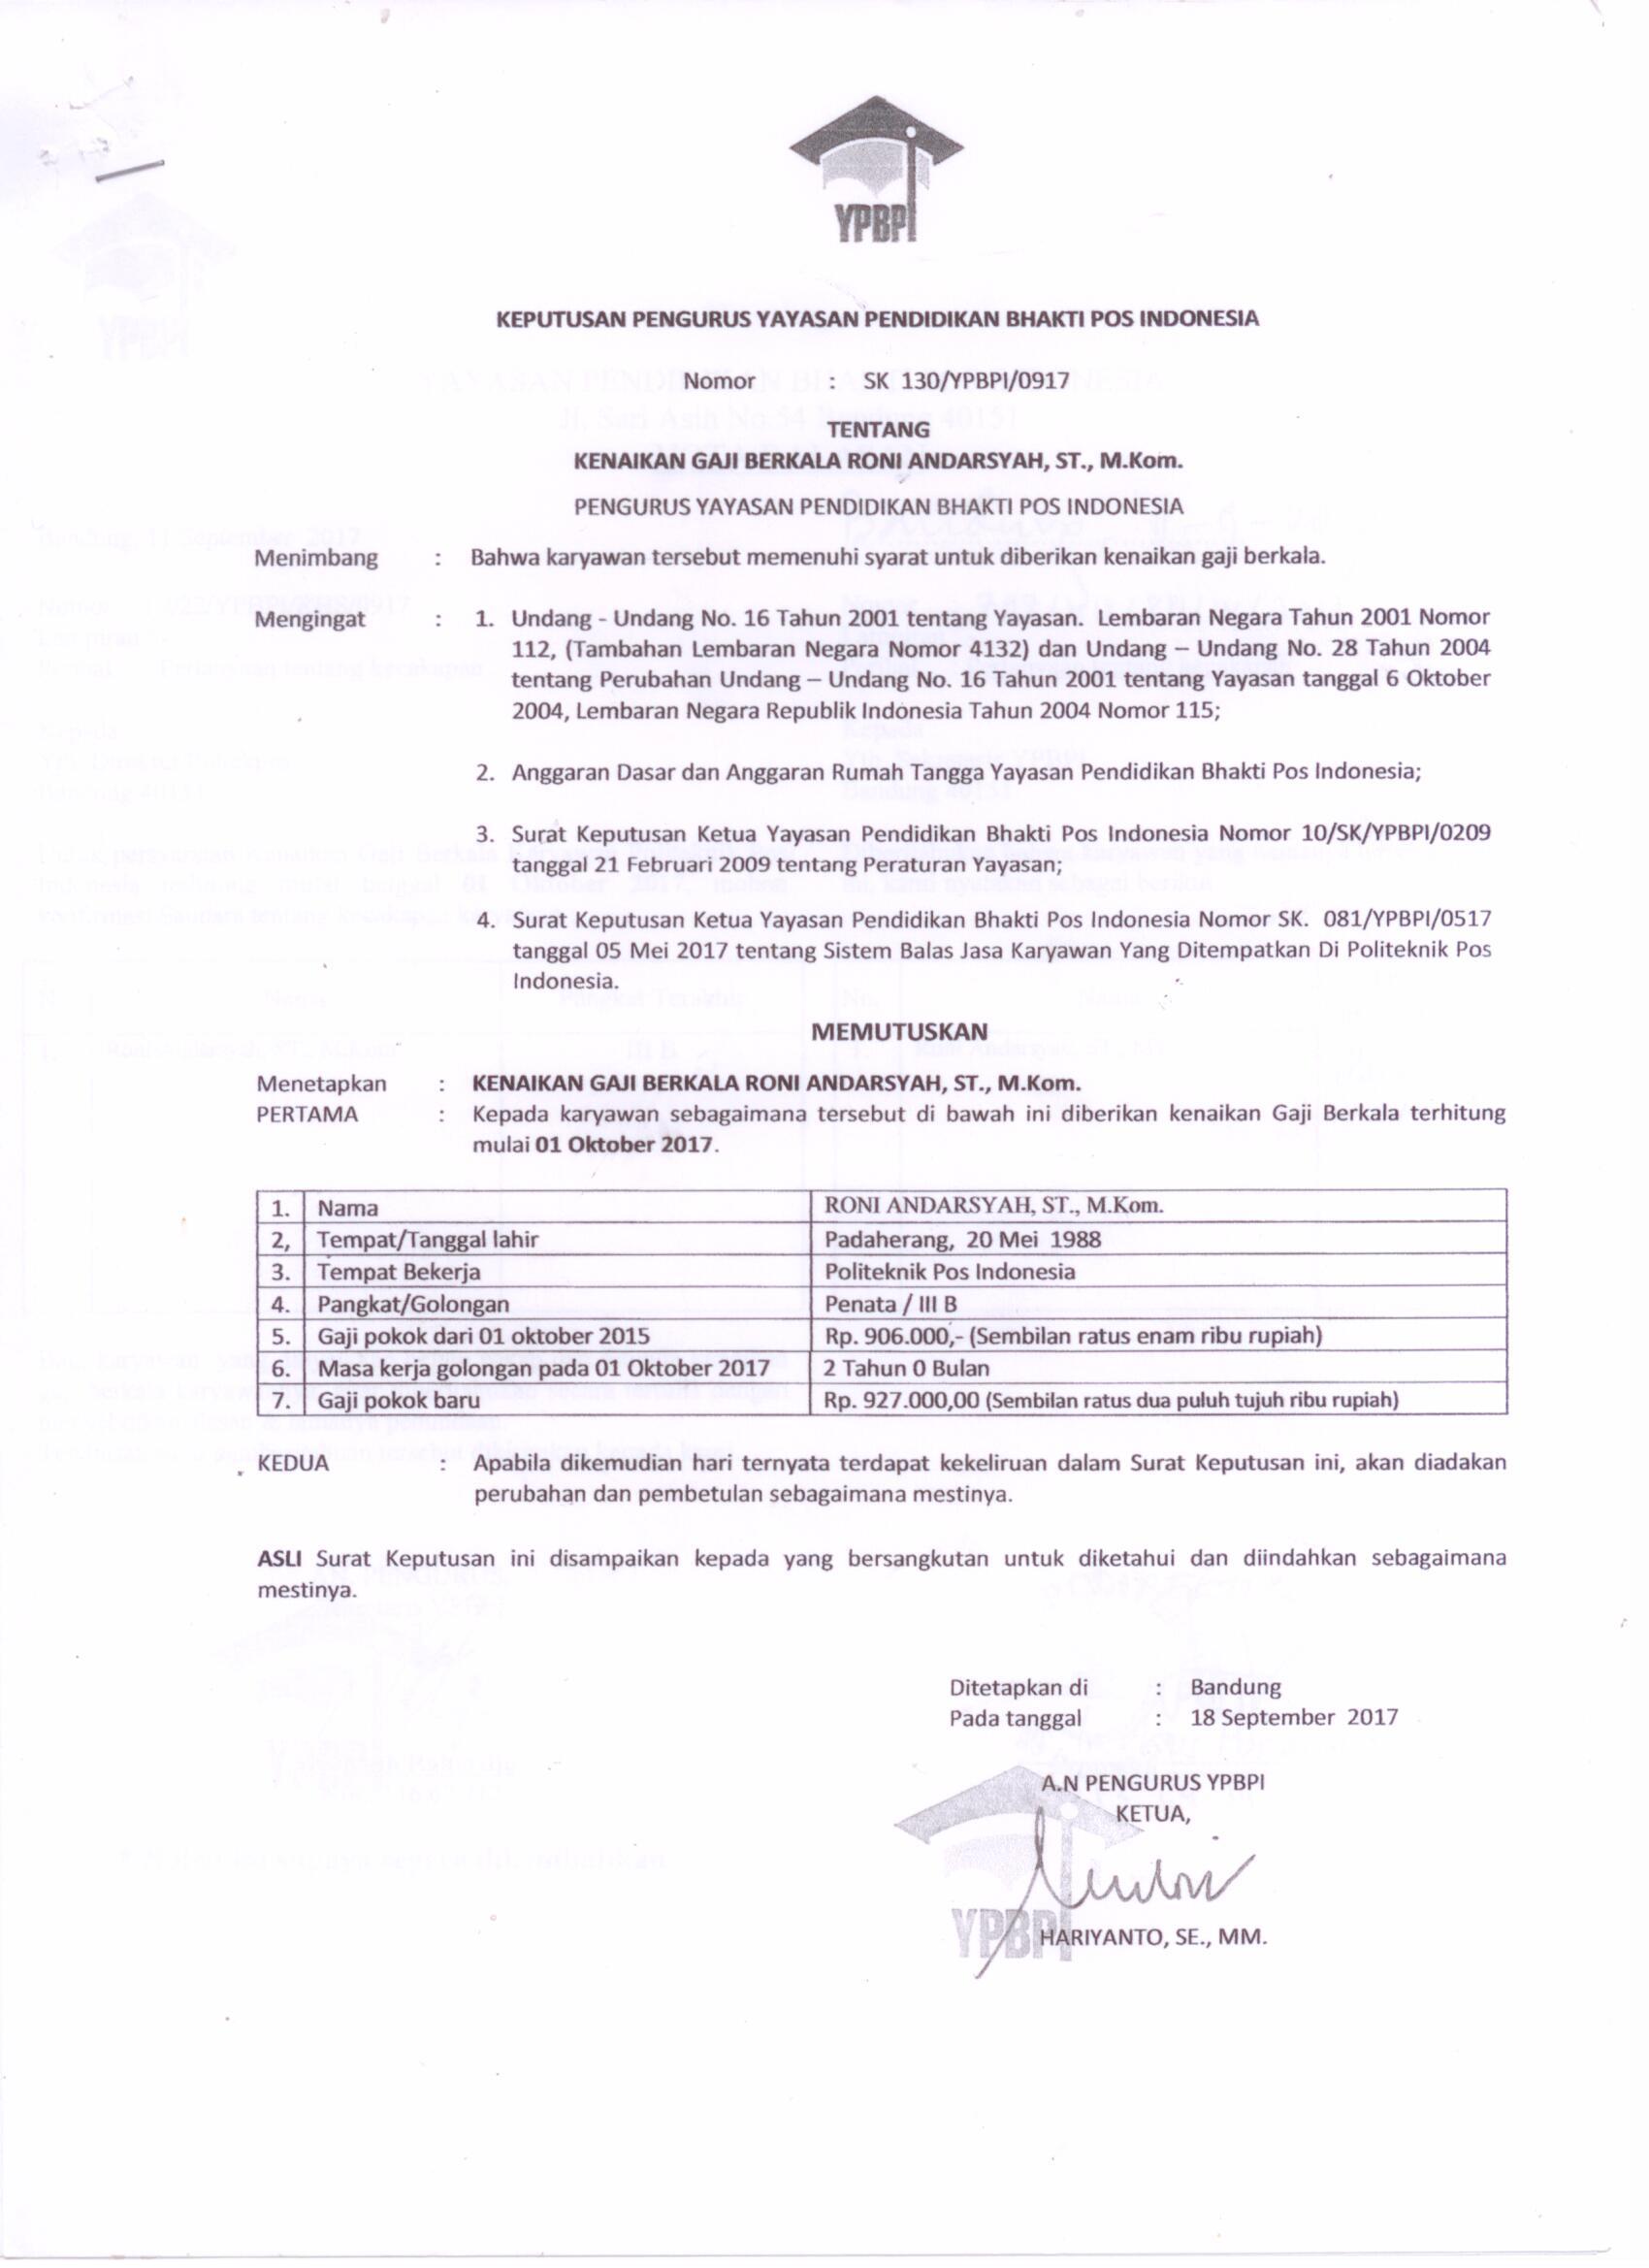 YPBPI
KEPUTUSAN PENGURUS YAYASAN PENDIDIKAN BHAKTI POS INDONESIA
Nomor : SK 130/YPBPI/0917
TENTANG
KENAIKAN GAJI BERKALA RONI ANDARSYAH, ST., M.Kom.
PENGURUS YAYASAN PENDIDIKAN BHAKTI POS INDONESIA
Menimbang : Bahwa karyawan tersebut memenuhi syarat untuk diberikan kenaikan gaji berkala.
Mengingat : 1. Undang - Undang No. 16 Tahun 2001 tentang Yayasan. Lembaran Negara Tahun 2001 Nomor
112, (Tambahan Lembaran Negara Nomor 4132) dan Undang – Undang No. 28 Tahun 2004
tentang Perubahan Undang – Undang No. 16 Tahun 2001 tentang Yayasan tanggal 6 Oktober
2004, Lembaran Negara Republik Indonesia Tahun 2004 Nomor 115;
2. Anggaran Dasar dan Anggaran Rumah Tangga Yayasan Pendidikan Bhakti Pos Indonesia;
3. Surat Keputusan Ketua Yayasan Pendidikan Bhakti Pos Indonesia Nomor 10/SK/YPBPI/0209
tanggal 21 Februari 2009 tentang Peraturan Yayasan;
4. Surat Keputusan Ketua Yayasan Pendidikan Bhakti Pos Indonesia Nomor SK. 081/YPBPI/0517
tanggal 05 Mei 2017 tentang Sistem Balas Jasa Karyawan Yang Ditempatkan Di Politeknik Pos
Indonesia.
MEMUTUSKAN
Menetapkan : KENAIKAN GAJI BERKALA RONI ANDARSYAH, ST., M.Kom.
PERTAMA : Kepada karyawan sebagaimana tersebut di bawah ini diberikan kenaikan Gaji Berkala terhitung
mulai 01 Oktober 2017.
1. Nama RONI ANDARSYAH, ST., M.Kom.
2, Tempat/Tanggal lahir Padaherang, 20 Mei 1988
3. Tempat Bekerja Politeknik Pos Indonesia
4. Pangkat/Golongan Penata / III B
5. Gaji pokok dari 01 oktober 2015 Rp. 906.000,- (Sembilan ratus enam ribu rupiah)
6. Masa kerja golongan pada 01 Oktober 2017 2 Tahun 0 Bulan
7. Gaji pokok baru Rp. 927.000,00 (Sembilan ratus dua puluh tujuh ribu rupiah)
KEDUA : Apabila dikemudian hari ternyata terdapat kekeliruan dalam Surat Keputusan ini, akan diadakan
perubahan dan pembetulan sebagaimana mestinya.
ASLI Surat Keputusan ini disampaikan kepada yang bersangkutan untuk diketahui dan diindahkan sebagaimana
mestinya.
Ditetapkan di : Bandung
Pada tanggal : 18 September 2017
A.N PENGURUS YPBPI
KETUA,
YPBPI
HARIYANTO, SE., MM.